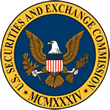 U.S. SECURITIES AND EXCHANGE COMMISSION
MCMXXXIV